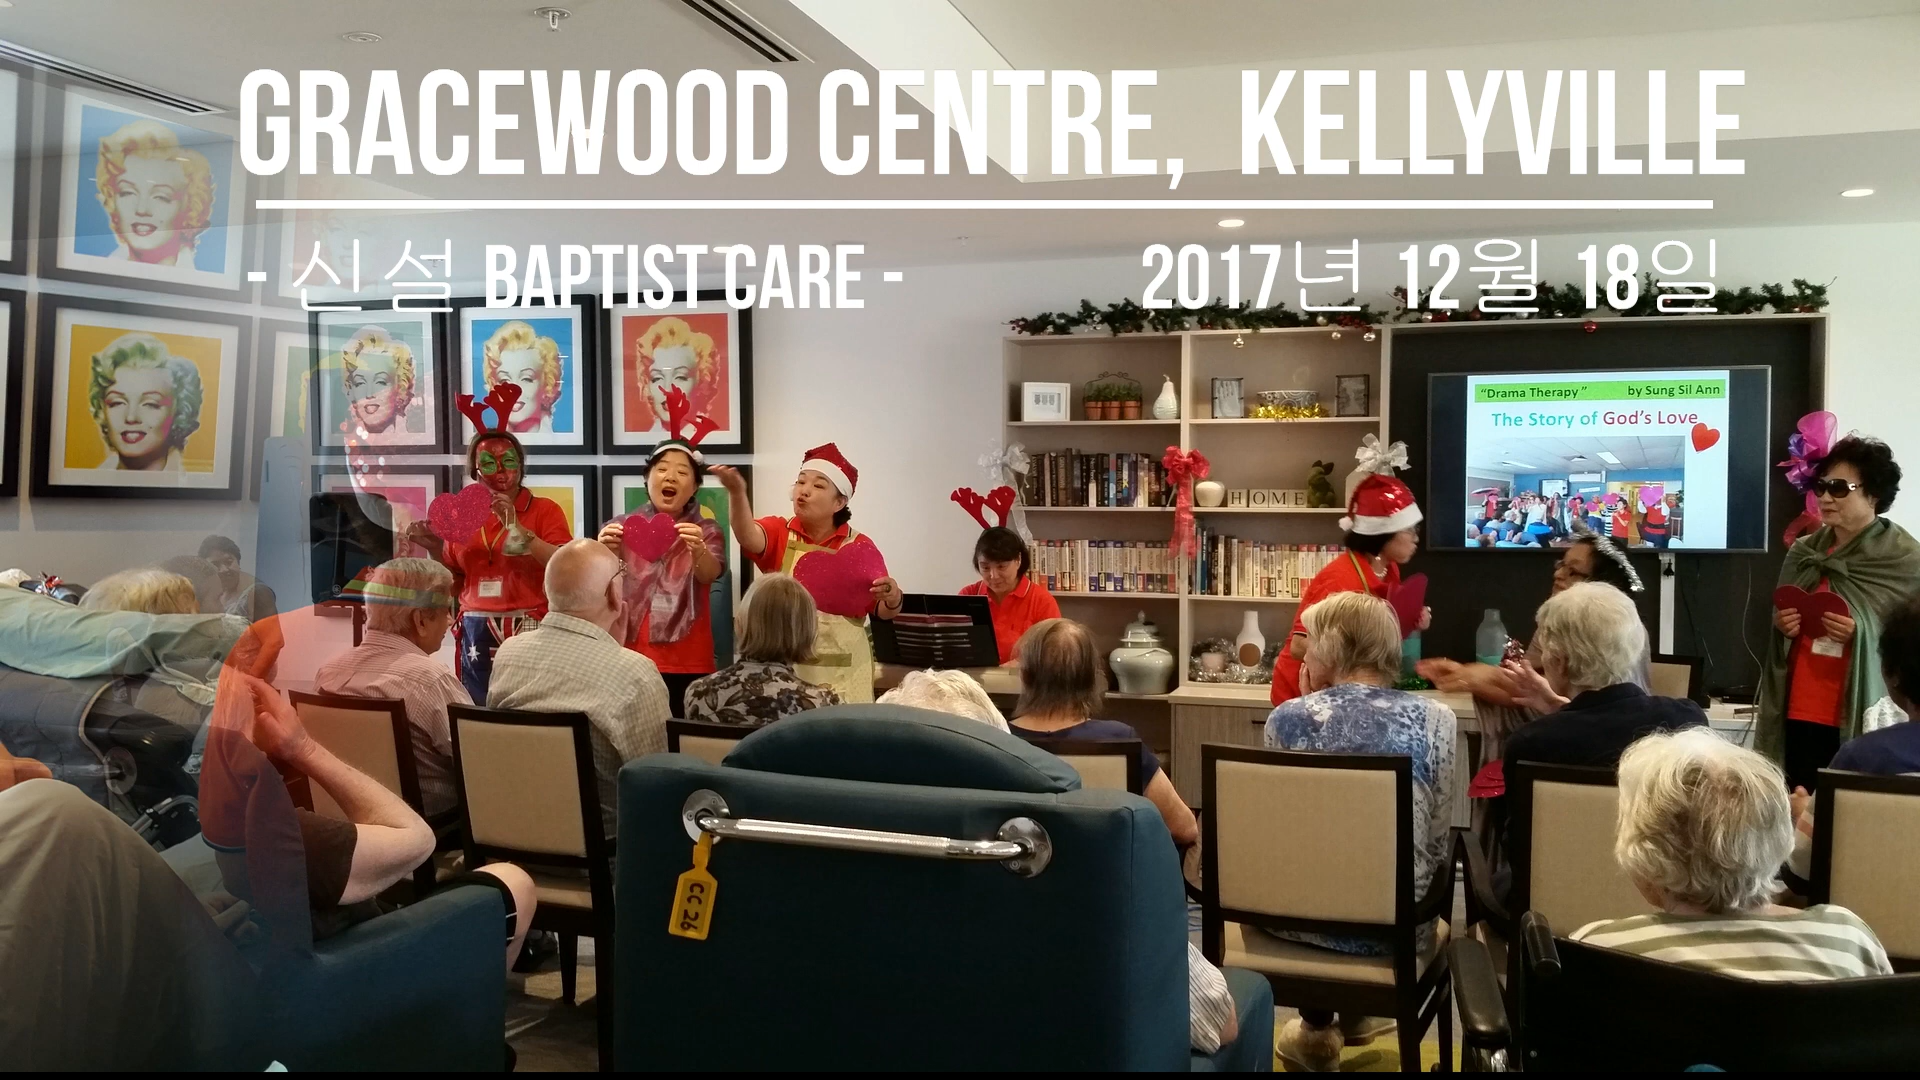 GRACEWOOD CENTRE, KELLYVILLE
- 신설 BAPTIST CARE -
2017년 12월 18일
"Drama Therapy" by Sung Sil Ann
The Story of God's Love
HOME
CC 26